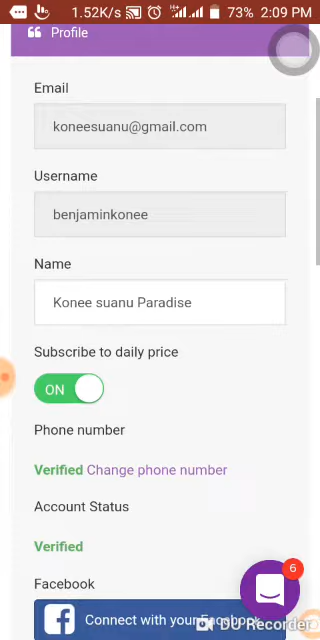 1.52K/s 73% 2:09 PM
Profile
Email
koneesuanu@gmail.com
Username
benjaminkonee
Name
Konee suanu Paradise
Subscribe to daily price
ON
Phone number
Verified Change phone number
Account Status
Verified
6
Facebook
Connect with your Facebook
DU Recorder